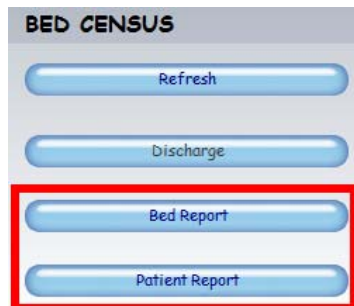 BED CENSUS
Refresh
Discharge
Bed Report
Patient Report